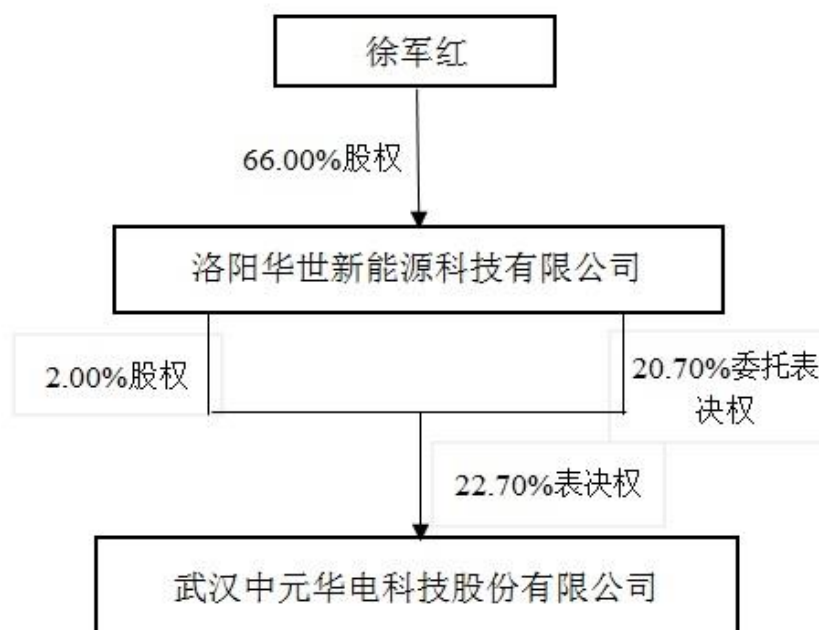 徐军红
66.00%股权
洛阳华世新能源科技有限公司
2.00%股权
20.70%委托表
决权
22.70%表决权
武汉中元华电科技股份有限公司